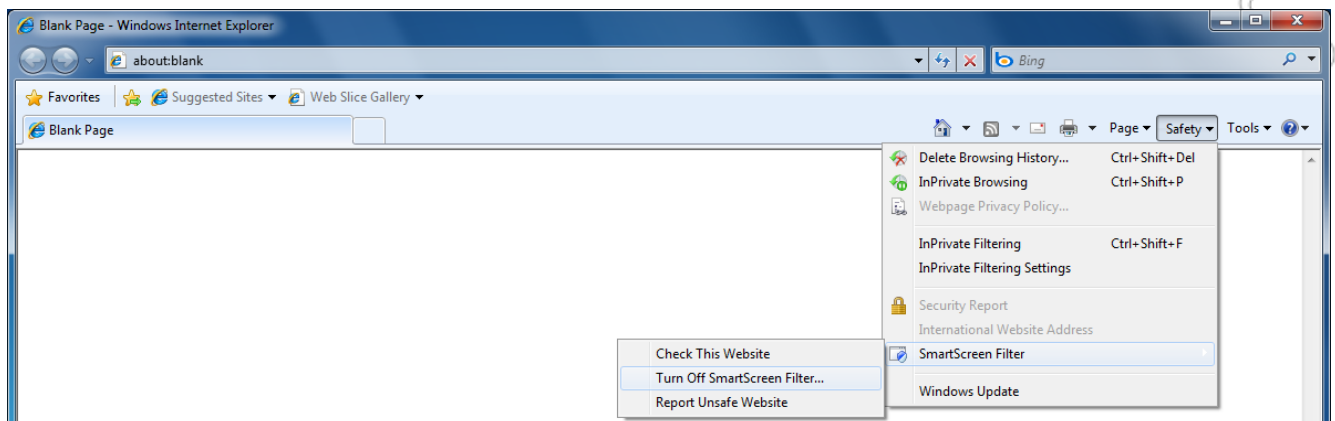 Blank Page - Windows Internet Explorer
about:blank
Bing
Favorites Suggested Sites Web Slice Gallery
Blank Page
Page Safety Tools
Delete Browsing History... Ctrl+Shift+Del
InPrivate Browsing Ctrl+Shift+P
Webpage Privacy Policy...
InPrivate Filtering Ctrl+Shift+F
InPrivate Filtering Settings
Security Report
International Website Address
SmartScreen Filter
Windows Update
Check This Website
Turn Off SmartScreen Filter...
Report Unsafe Website